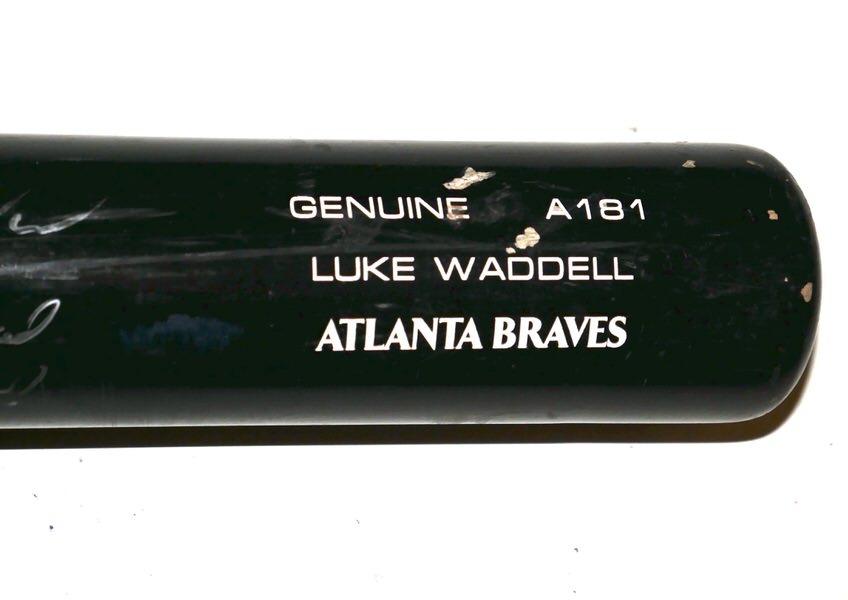 GENUINE A181
LUKE WADDELL
ATLANTA BRAVES